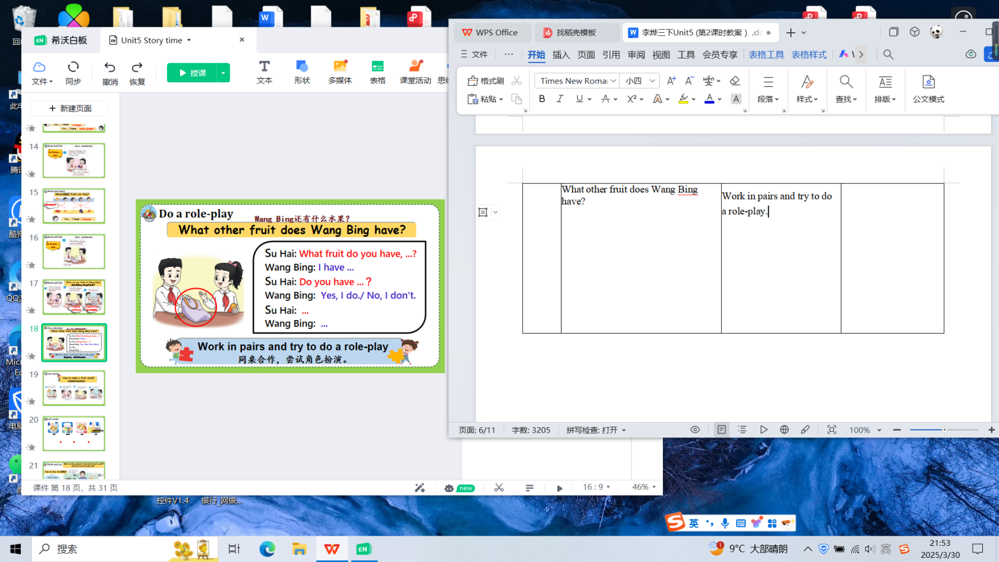 希沃白板
Unit5 Story time
文件
同步
撤消
恢复
授课
文本
形状
多媒体
表格
课堂活动
新建页面
14
15
16
17
18
19
20
21
Do a role-play
Wang Bing还有什么水果?
What other fruit does Wang Bing have?
Su Hai: What fruit do you have, ...?
Wang Bing: I have ...
Su Hai: Do you have ... ?
Wang Bing: Yes, I do./ No, I don't.
Su Hai: ...
Wang Bing: ...
Work in pairs and try to do a role-play
同桌合作，尝试角色扮演。
课件 第 18 页，共 31 页
new
16 : 9
46%
WPS Office
找稻壳模板
李烨三下Unit5 (第2课时教案 ) .do
文件
开始 插入 页面 引用 审阅 视图 工具 会员专享 表格工具 表格样式
格式刷
粘贴
Times New Roma
小四
段落
样式
查找
排版
公文模式
What other fruit does Wang Bing
have?
Work in pairs and try to do
a role-play.
页面: 6/11
字数: 3205
拼写检查: 打开
100%
控件V1.4
银行_网银...
英
搜索
9°C 大部晴朗
英
21:53
2025/3/30